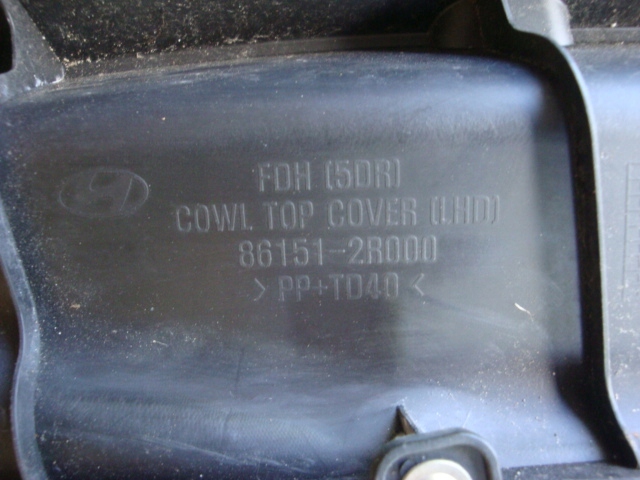 FDH (5DR)
COWL TOP COVER (LHD)
86151-2R000
> PP+TD40 <